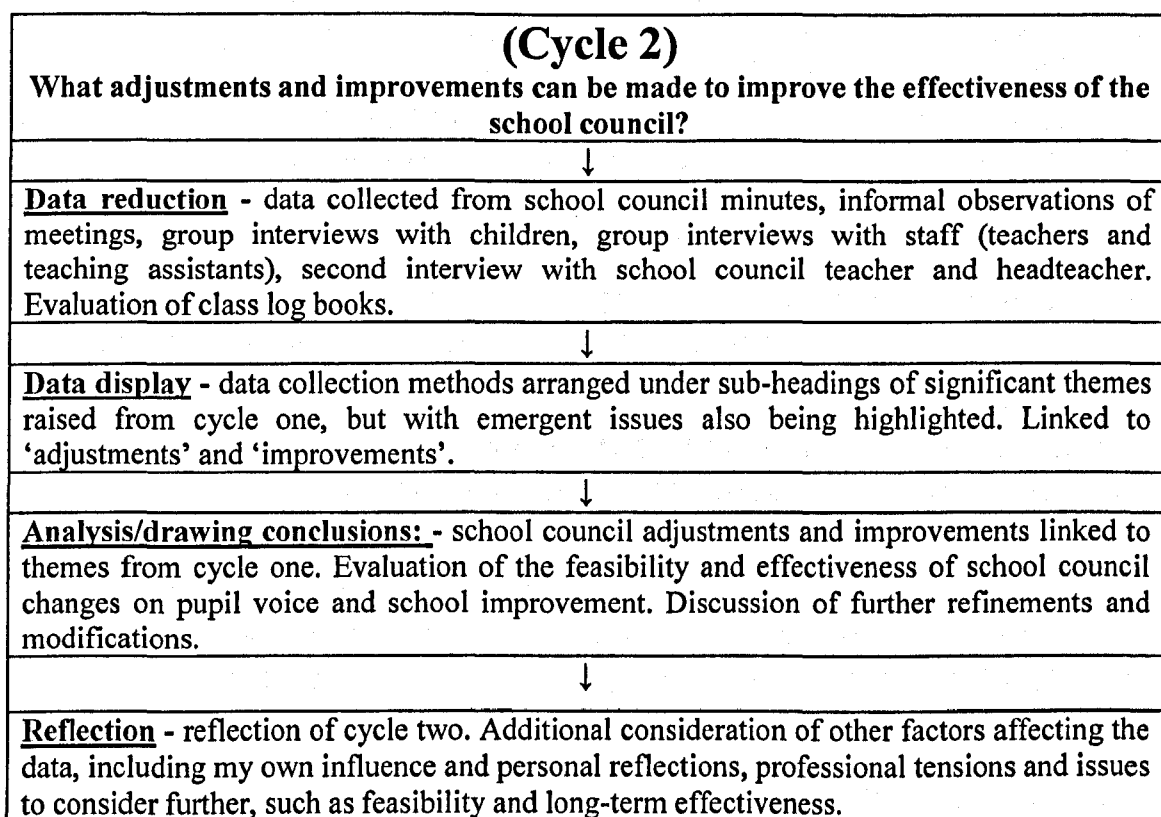 (Cycle 2)
What adjustments and improvements can be made to improve the effectiveness of the
school council?
↓
Data reduction - data collected from school council minutes, informal observations of
meetings, group interviews with children, group interviews with staff (teachers and
teaching assistants), second interview with school council teacher and headteacher.
Evaluation of class log books.
↓
Data display - data collection methods arranged under sub-headings of significant themes
raised from cycle one, but with emergent issues also being highlighted. Linked to
‘adjustments’ and ‘improvements’.
↓
Analysis/drawing conclusions: - school council adjustments and improvements linked to
themes from cycle one. Evaluation of the feasibility and effectiveness of school council
changes on pupil voice and school improvement. Discussion of further refinements and
modifications.
↓
Reflection - reflection of cycle two. Additional consideration of other factors affecting the
data, including my own influence and personal reflections, professional tensions and issues
to consider further, such as feasibility and long-term effectiveness.